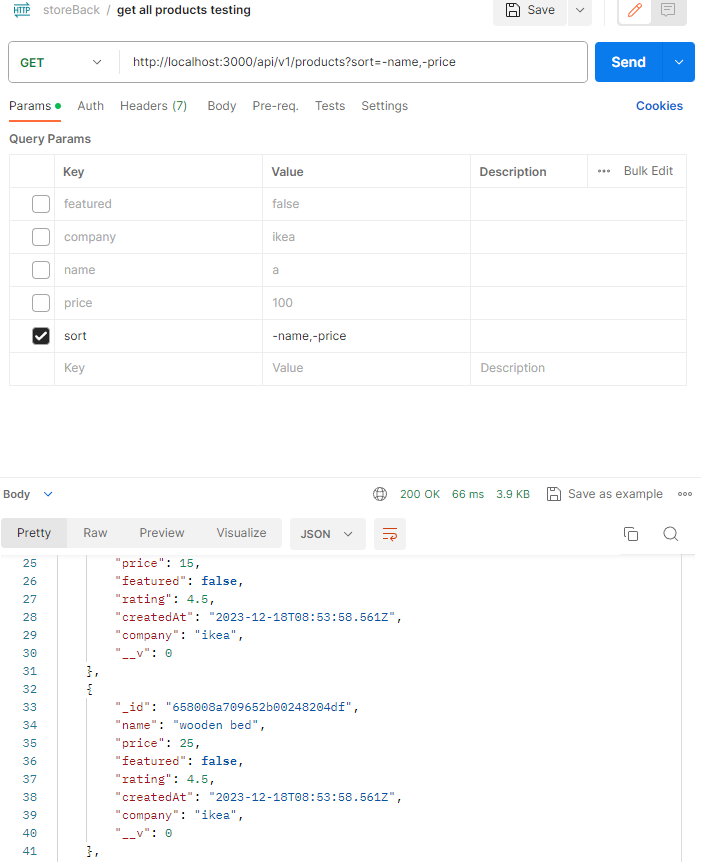 HTTP storeBack / get all products testing Save
GET http://localhost:3000/api/v1/products?sort=-name,-price Send
Params Auth Headers (7) Body Pre-req. Tests Settings Cookies
Query Params
Key Value Description ••• Bulk Edit
featured false
company ikea
name a
price 100
sort -name,-price
Key Value Description
Body 200 OK 66 ms 3.9 KB Save as example •••
Pretty Raw Preview Visualize JSON
25 "price": 15,
26 "featured": false,
27 "rating": 4.5,
28 "createdAt": "2023-12-18T08:53:58.561Z",
29 "company": "ikea",
30 "__v": 0
31 },
32 {
33 "_id": "658008a709652b00248204df",
34 "name": "wooden bed",
35 "price": 25,
36 "featured": false,
37 "rating": 4.5,
38 "createdAt": "2023-12-18T08:53:58.561Z",
39 "company": "ikea",
40 "__v": 0
41 },